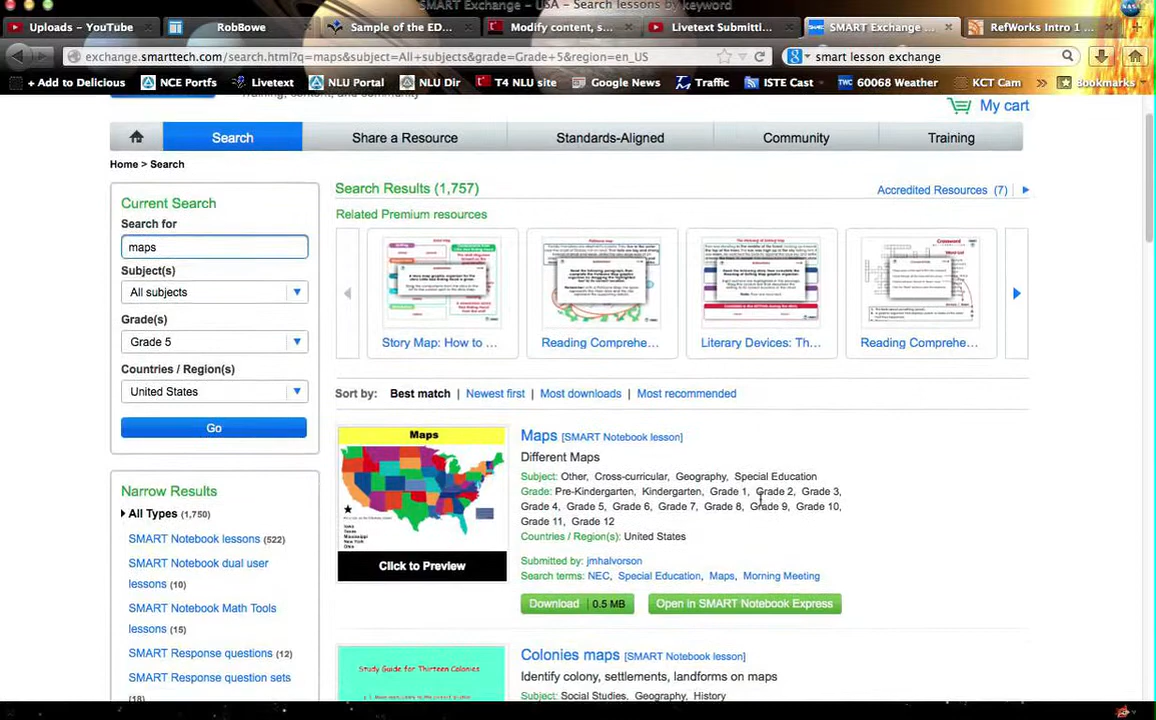 SMART Exchange – USA – Search lessons by keyword
Uploads – YouTube
RobBowe
Sample of the ED...
Modify content, s...
Livetext Submitti...
SMART Exchange ...
RefWorks Intro 1 ...
exchange.smarttech.com/search.html?q=maps&subject=All+subjects&grade=Grade+5&region=en_US
smart lesson exchange
+ Add to Delicious
NCE Portfs
Livetext
NLU Portal
NLU Dir
T4 NLU site
Google News
Traffic
ISTE Cast
60068 Weather
KCT Cam
Bookmarks
Training, content, and community
My cart
Search
Share a Resource
Standards-Aligned
Community
Training
Home > Search
Current Search
Search for
maps
Subject(s)
All subjects
Grade(s)
Grade 5
Countries / Region(s)
United States
Go
Narrow Results
All Types (1,750)
SMART Notebook lessons (522)
SMART Notebook dual user
lessons (10)
SMART Notebook Math Tools
lessons (15)
SMART Response questions (12)
SMART Response question sets
(18)
Search Results (1,757)
Accredited Resources (7)
Related Premium resources
Story Map: How to ...
Reading Comprehe...
Literary Devices: Th...
Reading Comprehe...
Sort by: Best match | Newest first | Most downloads | Most recommended
Maps
Click to Preview
Maps [SMART Notebook lesson]
Different Maps
Subject: Other, Cross-curricular, Geography, Special Education
Grade: Pre-Kindergarten, Kindergarten, Grade 1, Grade 2, Grade 3,
Grade 4, Grade 5, Grade 6, Grade 7, Grade 8, Grade 9, Grade 10,
Grade 11, Grade 12
Countries / Region(s): United States
Submitted by: jmhalvorson
Search terms: NEC, Special Education, Maps, Morning Meeting
Download | 0.5 MB
Open in SMART Notebook Express
Study Guide for Thirteen Colonies
Colonies maps [SMART Notebook lesson]
Identify colony, settlements, landforms on maps
Subject: Social Studies, Geography, History